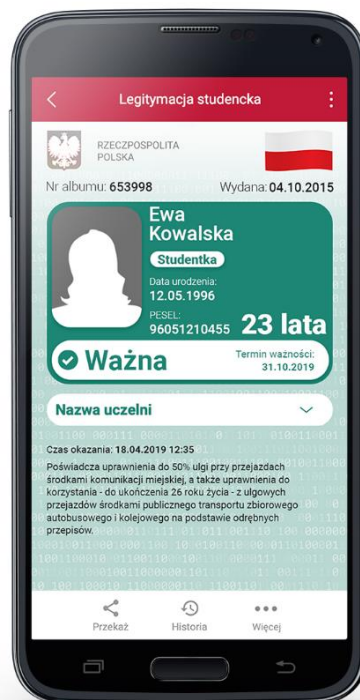 Legitymacja studencka
RZECZPOSPOLITA
POLSKA
Nr albumu: 653998 Wydana: 04.10.2015
Ewa
Kowalska
Studentka
Data urodzenia:
12.05.1996
PESEL:
96051210455 23 lata
Ważna
Termin ważności:
31.10.2019
Nazwa uczelni
Czas okazania: 18.04.2019 12:35
Poświadcza uprawnienia do 50% ulgi przy przejazdach
środkami komunikacji miejskiej, a także uprawnienia do
korzystania - do ukończenia 26 roku życia - z ulgowych
przejazdów środkami publicznego transportu zbiorowego
autobusowego i kolejowego na podstawie odrębnych
przepisów.
Przekaż Historia Więcej